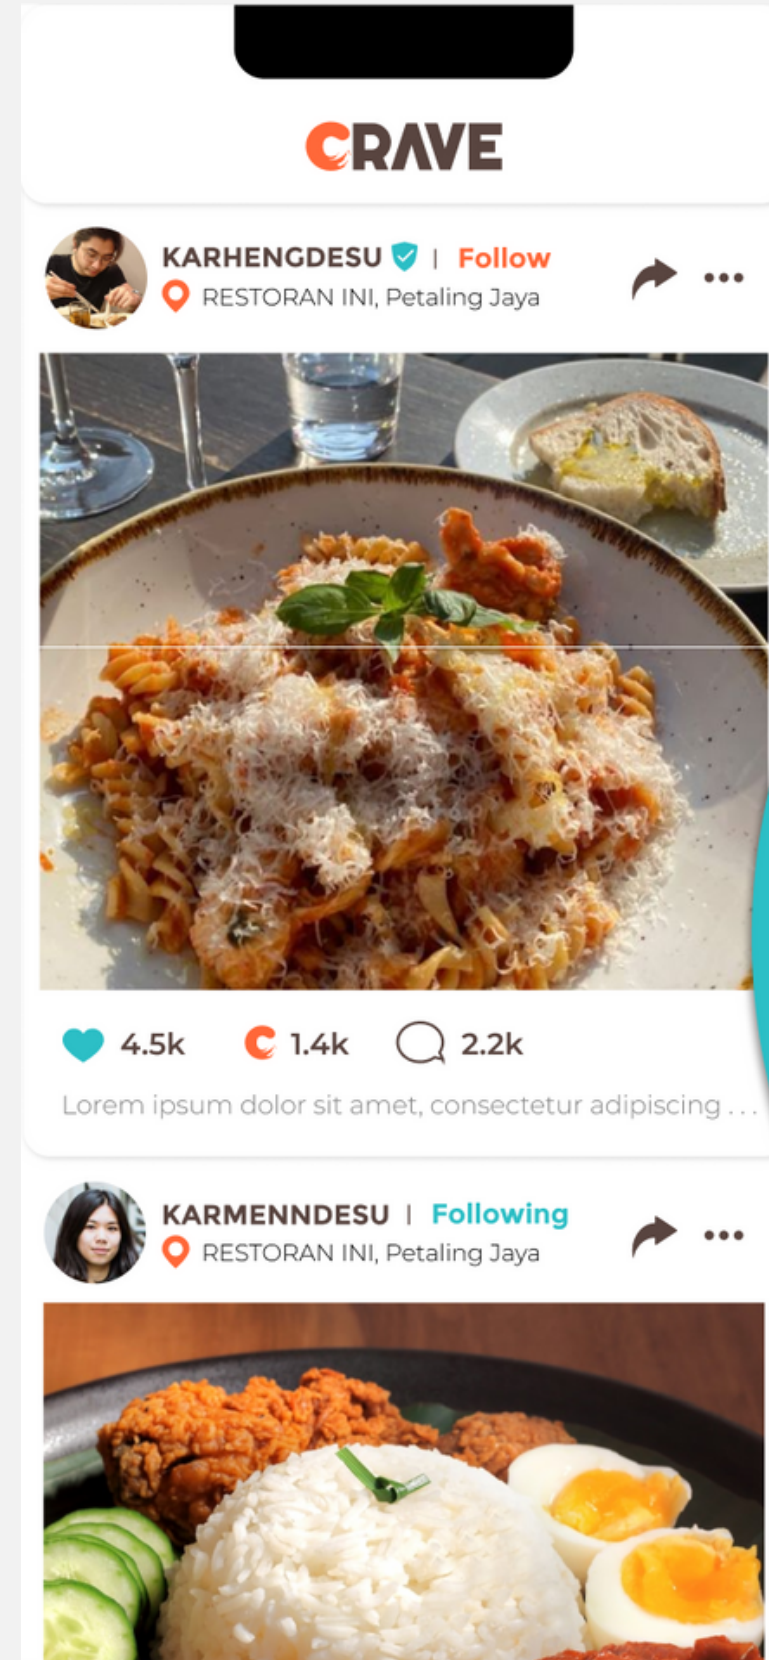 CRAVE
KARHENGDESU | Follow
RESTORAN INI, Petaling Jaya
4.5k C 1.4k 2.2k
Lorem ipsum dolor sit amet, consectetur adipiscing . . .
KARMENNDESU | Following
RESTORAN INI, Petaling Jaya